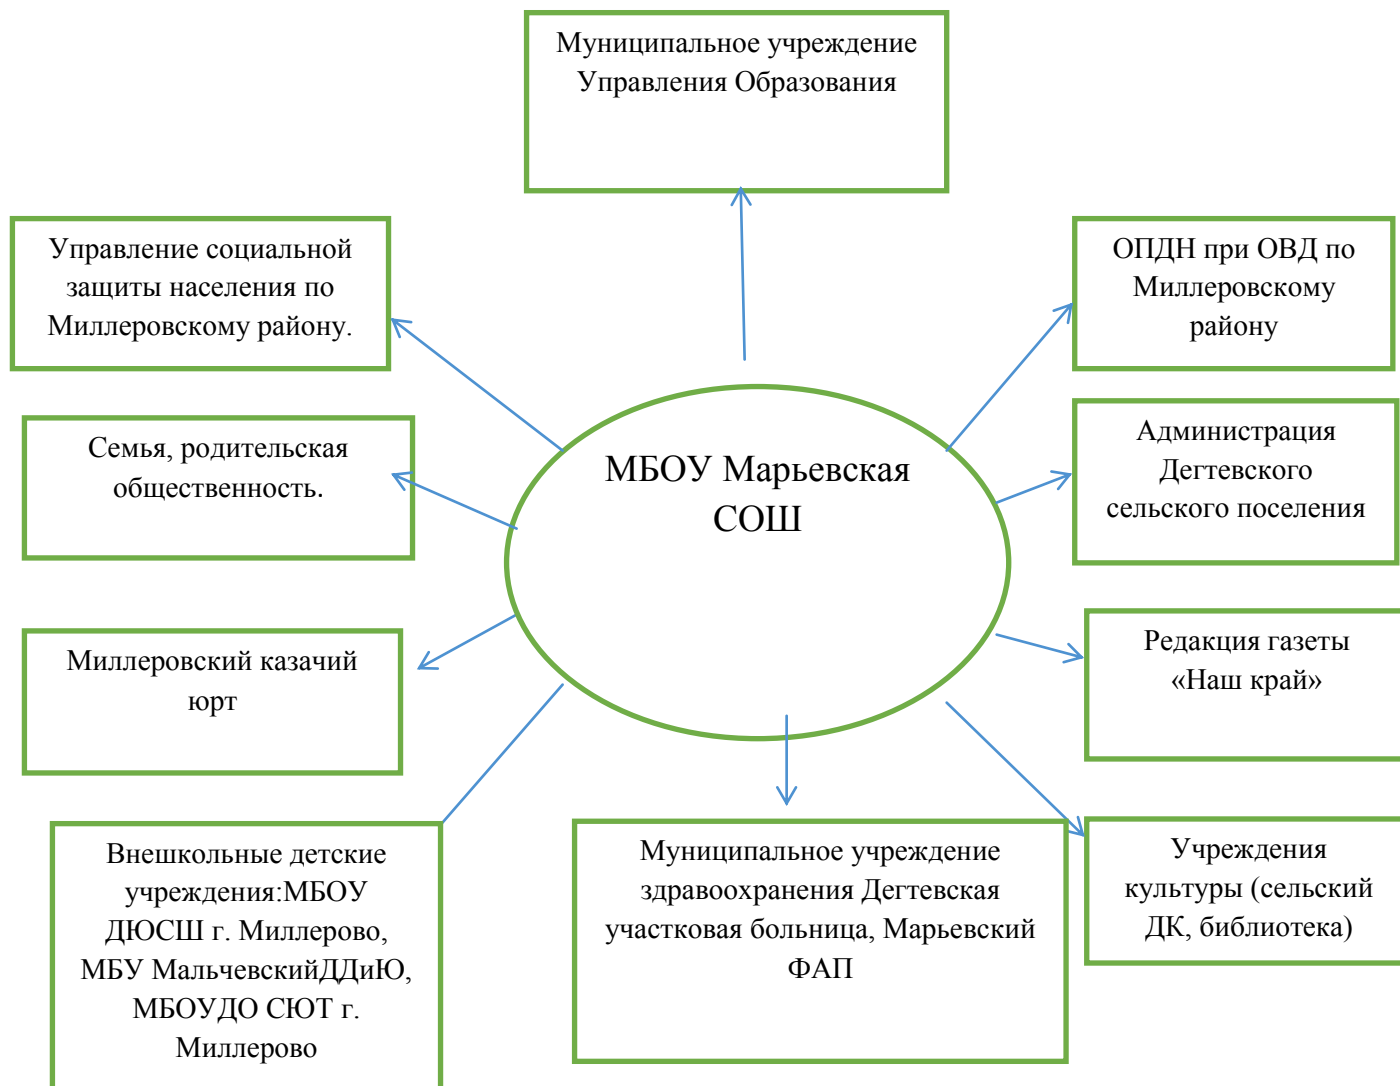 Муниципальное учреждение
Управления Образования
Управление социальной
защиты населения по
Миллеровскому району.
ОПДН при ОВД по
Миллеровскому
району
Семья, родительская
общественность.
МБОУ Марьевская
СОШ
Администрация
Дегтевского
сельского поселения
Миллеровский казачий
юрт
Редакция газеты
«Наш край»
Внешкольные детские
учреждения:МБОУ
ДЮСШ г. Миллерово,
МБУ МальчевскийДДиЮ,
МБОУДО СЮТ г.
Миллерово
Муниципальное учреждение
здравоохранения Дегтевская
участковая больница, Марьевский
ФАП
Учреждения
культуры (сельский
ДК, библиотека)